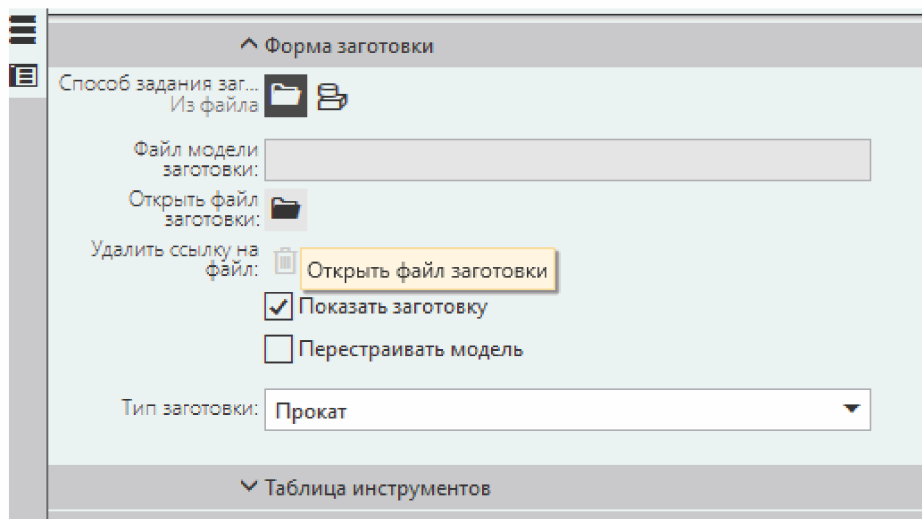 Форма заготовки
Способ задания заг...
Из файла
Файл модели
заготовки:
Открыть файл
заготовки:
Удалить ссылку на
файл:
Открыть файл заготовки
Показать заготовку
Перестраивать модель
Тип заготовки: Прокат
Таблица инструментов